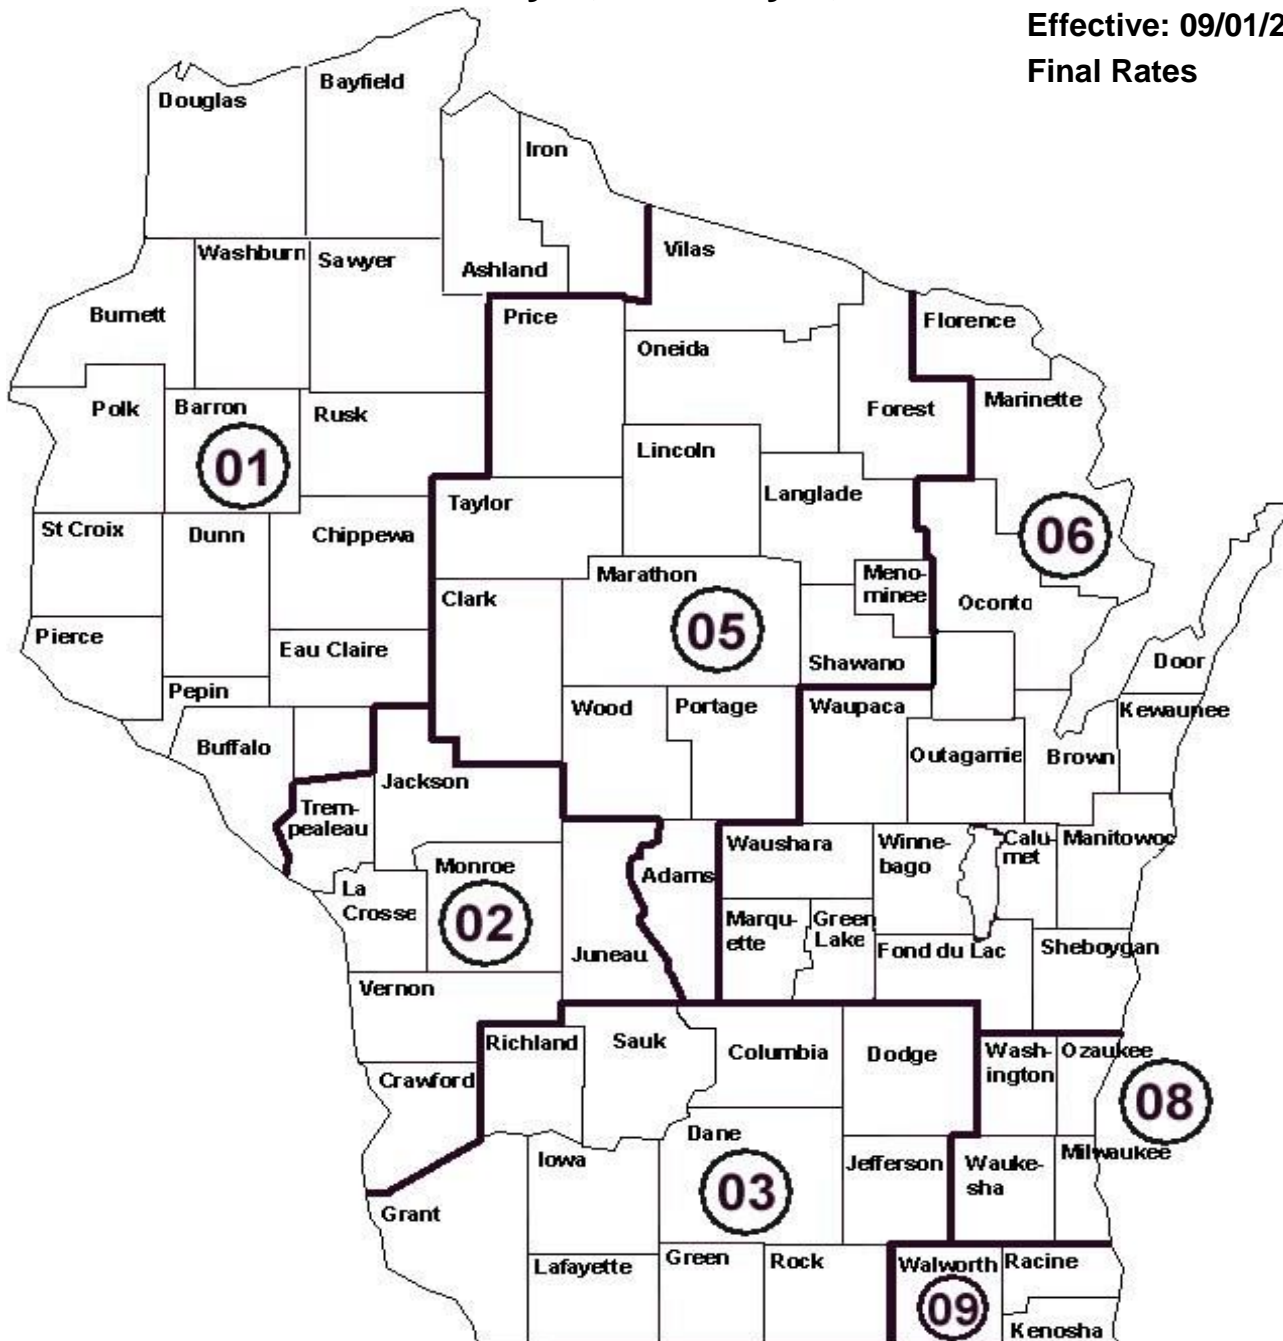 Effective: 09/01/2
Final Rates
Bayfield
Douglas
Iron
Vilas
Washburn
Sawyer
Ashland
Burnett
Price
Florence
Oneida
Polk
Barron
Rusk
Forest
Marinette
01
Lincoln
Taylor
Langlade
St Croix
Dunn
Chippewa
06
Marathon
Meno-
minee
Clark
05
Oconto
Pierce
Eau Claire
Shawano
Door
Pepin
Wood
Portage
Waupaca
Kewaunee
Buffalo
Outagamie
Brown
Jackson
Trem-
pealeau
Waushara
Winne-
bago
Calu-
met
Manitowoc
Monroe
Adams
La
Crosse
02
Marqu-
ette
Green
Lake
Juneau
Fond du Lac
Sheboygan
Vernon
Richland
Sauk
Columbia
Dodge
Wash-
ington
Ozaukee
Crawford
08
Dane
Iowa
Jefferson
Wauke-
sha
Milwaukee
03
Grant
Lafayette
Green
Rock
Walworth
Racine
09
Kenosha